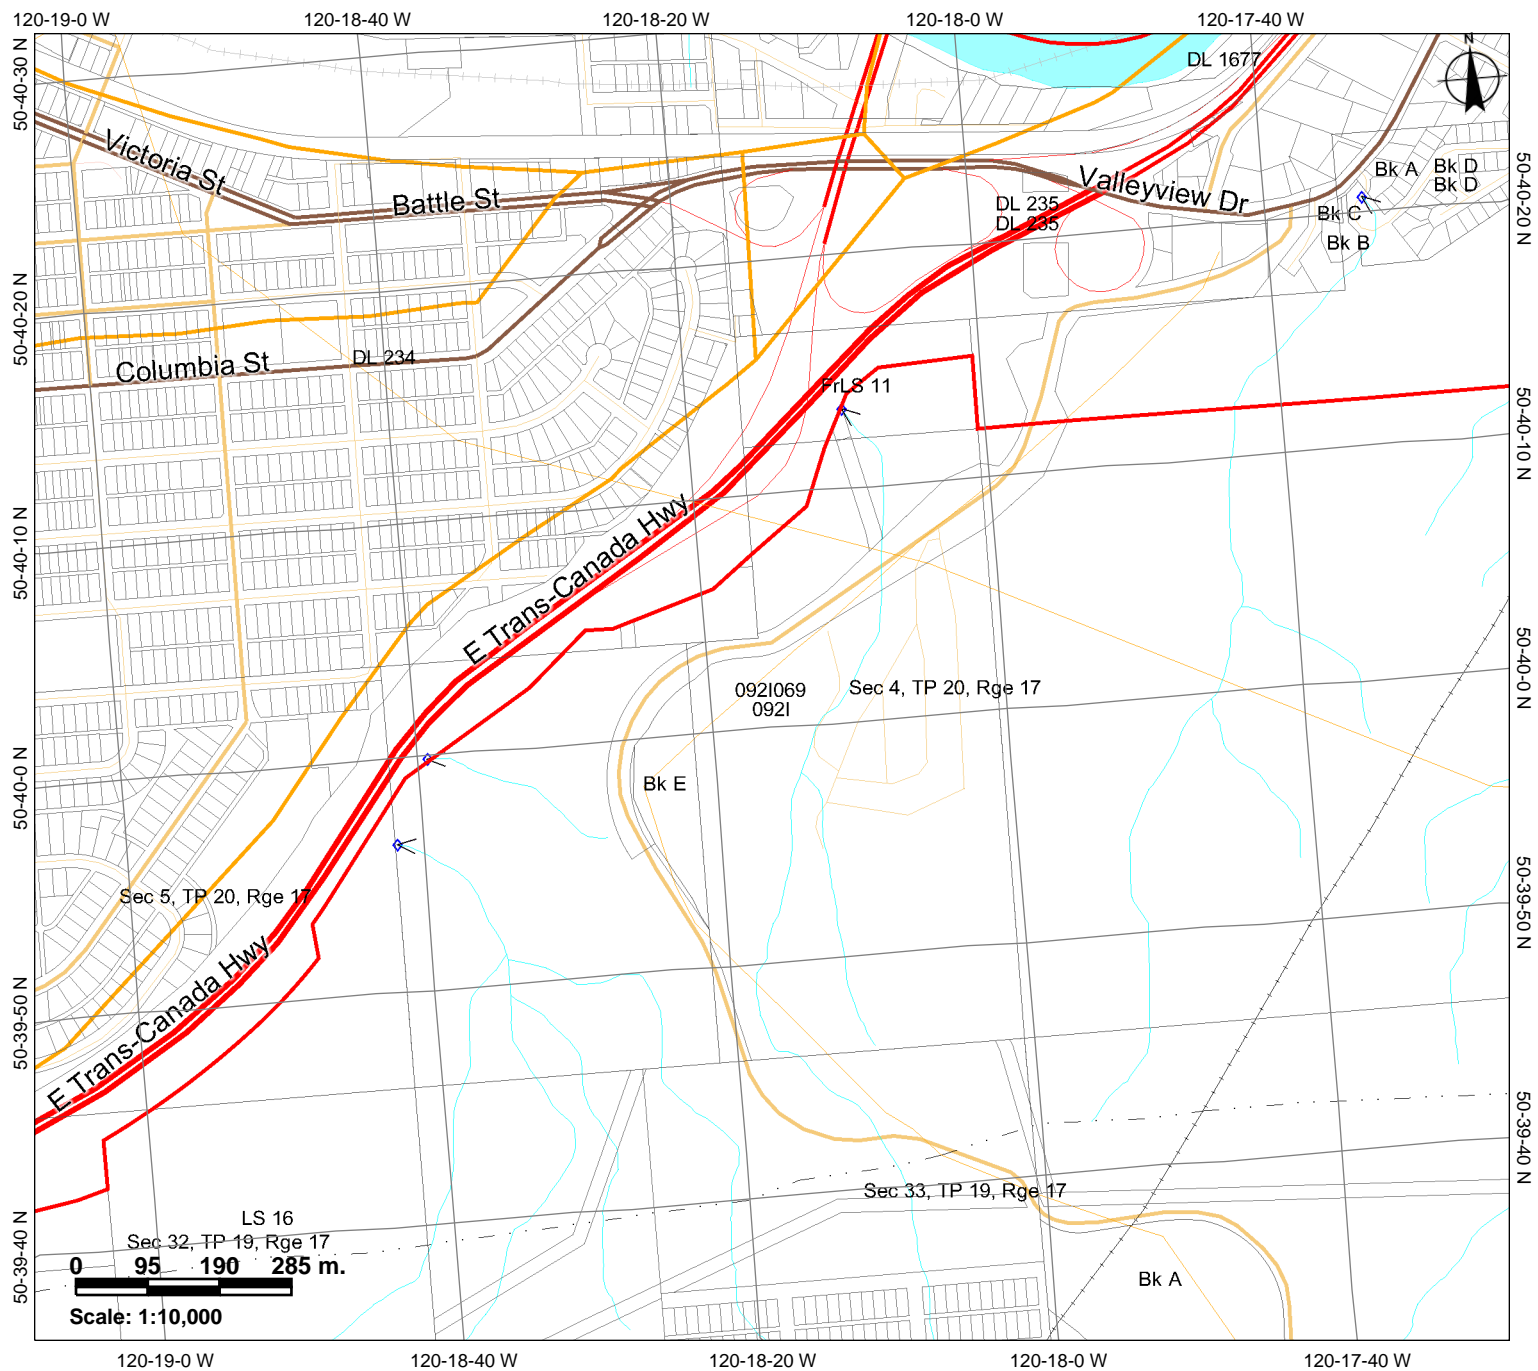 120-19-0 W
120-18-40 W
120-18-20 W
120-18-0 W
120-17-40 W
50-40-30 N
50-40-20 N
50-40-10 N
50-40-0 N
50-39-50 N
50-39-40 N
N
DL 1677
Victoria St
Battle St
Valleyview Dr
Bk A
Bk D
Bk D
DL 235
DL 235
Bk C
Bk B
Columbia St
DL 234
FrLS 11
E Trans-Canada Hwy
092I069
092I
Sec 4, TP 20, Rge 17
Bk E
Sec 5, TP 20, Rge 17
E Trans-Canada Hwy
Sec 33, TP 19, Rge 17
LS 16
Sec 32, TP 19, Rge 17
Bk A
0 95 190 285 m.
Scale: 1:10,000
50-40-20 N
50-40-10 N
50-40-0 N
50-39-50 N
50-39-40 N
120-19-0 W
120-18-40 W
120-18-20 W
120-18-0 W
120-17-40 W